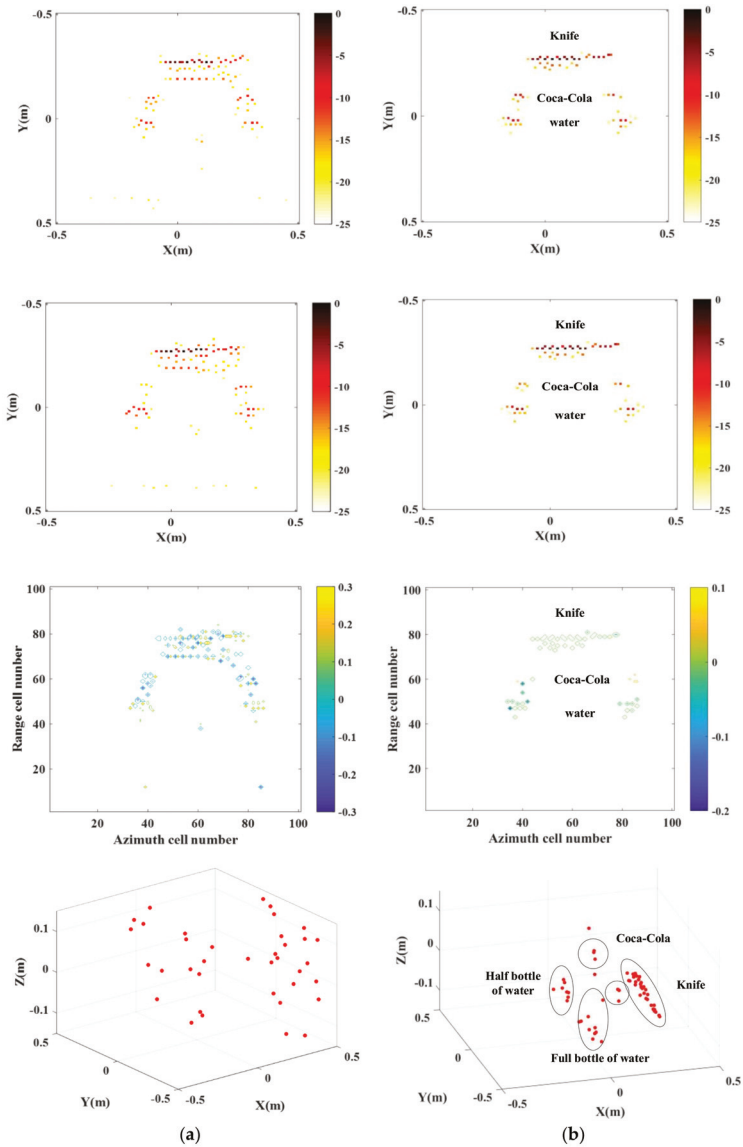 -0.5
0
0.5
Y(m)
-0.5
0
0.5
X(m)
0
-5
-10
-15
-20
-25
-0.5
0
0.5
Y(m)
Knife
Coca-Cola
water
-0.5
0
0.5
X(m)
0
-5
-10
-15
-20
-25
-0.5
0
0.5
Y(m)
-0.5
0
0.5
X(m)
0
-5
-10
-15
-20
-25
-0.5
0
0.5
Y(m)
Knife
Coca-Cola
water
-0.5
0
0.5
X(m)
0
-5
-10
-15
-20
-25
100
80
60
40
20
Range cell number
20
40
60
80
100
Azimuth cell number
0.3
0.2
0.1
0
-0.1
-0.2
-0.3
100
80
60
40
20
Range cell number
Knife
Coca-Cola
water
20
40
60
80
100
Azimuth cell number
0.1
0
-0.1
-0.2
0.1
0
-0.1
Z(m)
0.5
0
-0.5
Y(m)
-0.5
0
0.5
X(m)
0.1
0
-0.1
Z(m)
Coca-Cola
Half bottle
of water
Knife
Full bottle of water
0.5
0
-0.5
Y(m)
-0.5
0
0.5
X(m)
(a)
(b)